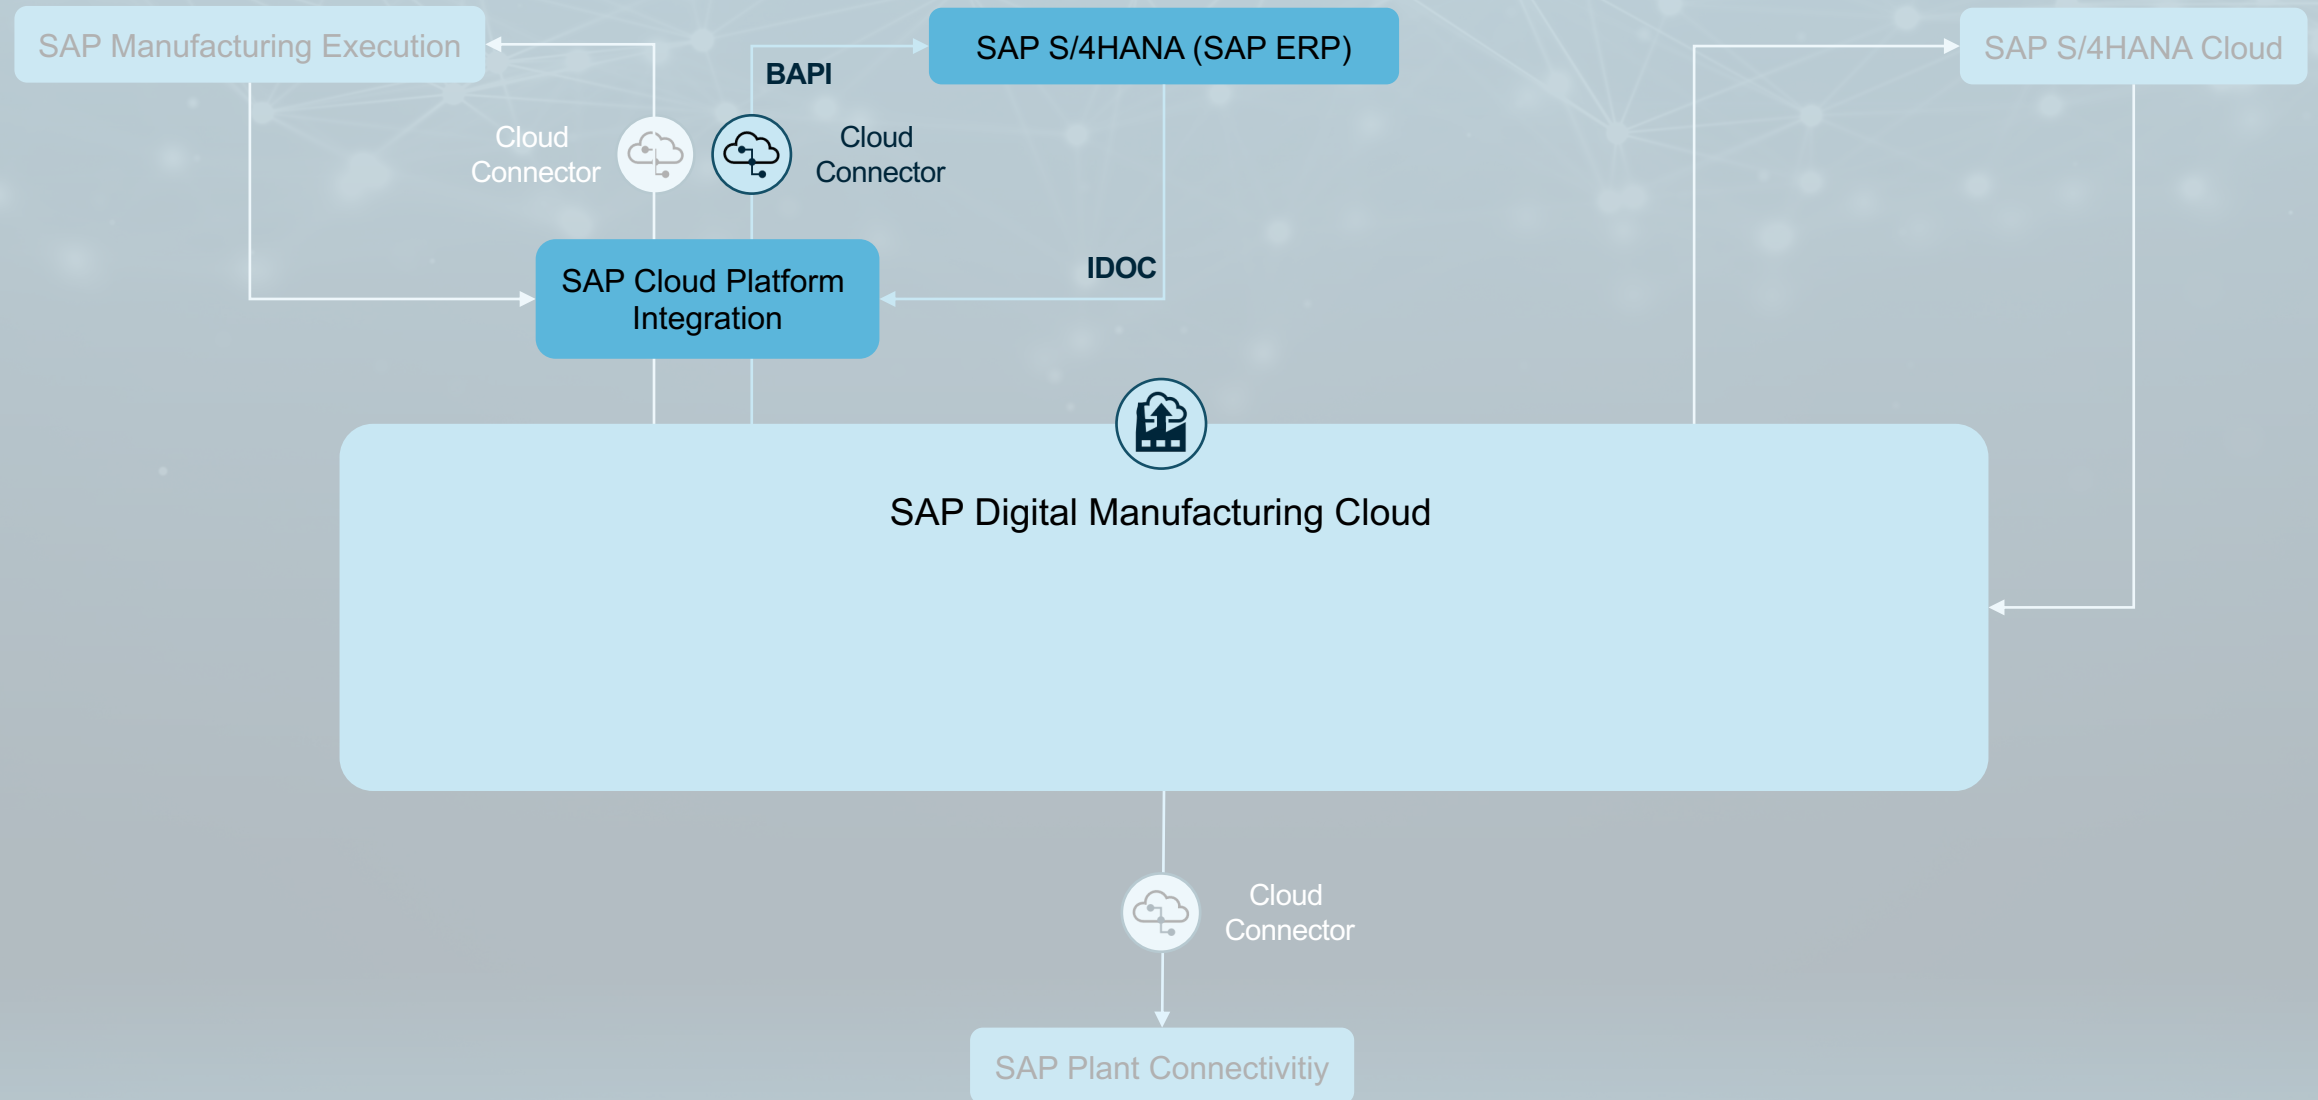 SAP Manufacturing Execution
SAP S/4HANA (SAP ERP)
SAP S/4HANA Cloud
BAPI
Cloud
Connector
Cloud
Connector
IDOC
SAP Cloud Platform
Integration
SAP Digital Manufacturing Cloud
Cloud
Connector
SAP Plant Connectivitiy